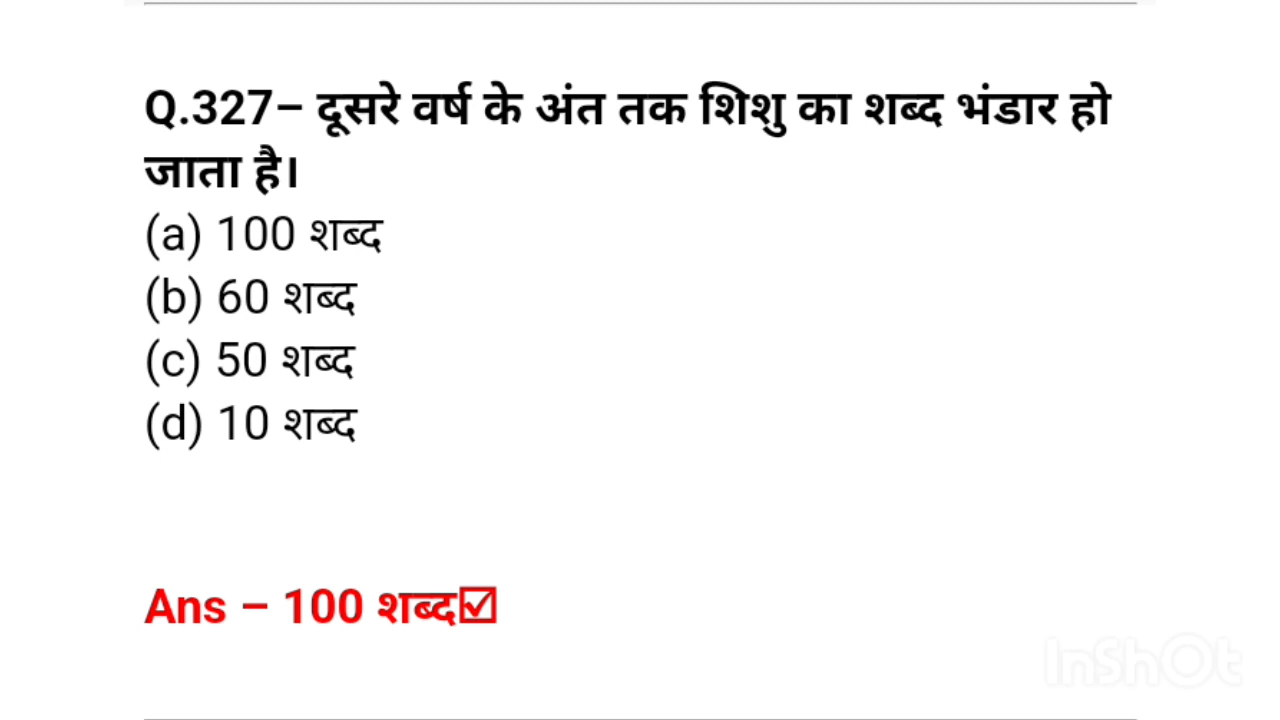 Q.327– दूसरे वर्ष के अंत तक शिशु का शब्द भंडार हो
जाता है।
(a) 100 शब्द
(b) 60 शब्द
(c) 50 शब्द
(d) 10 शब्द
Ans – 100 शब्द☑
InShOt